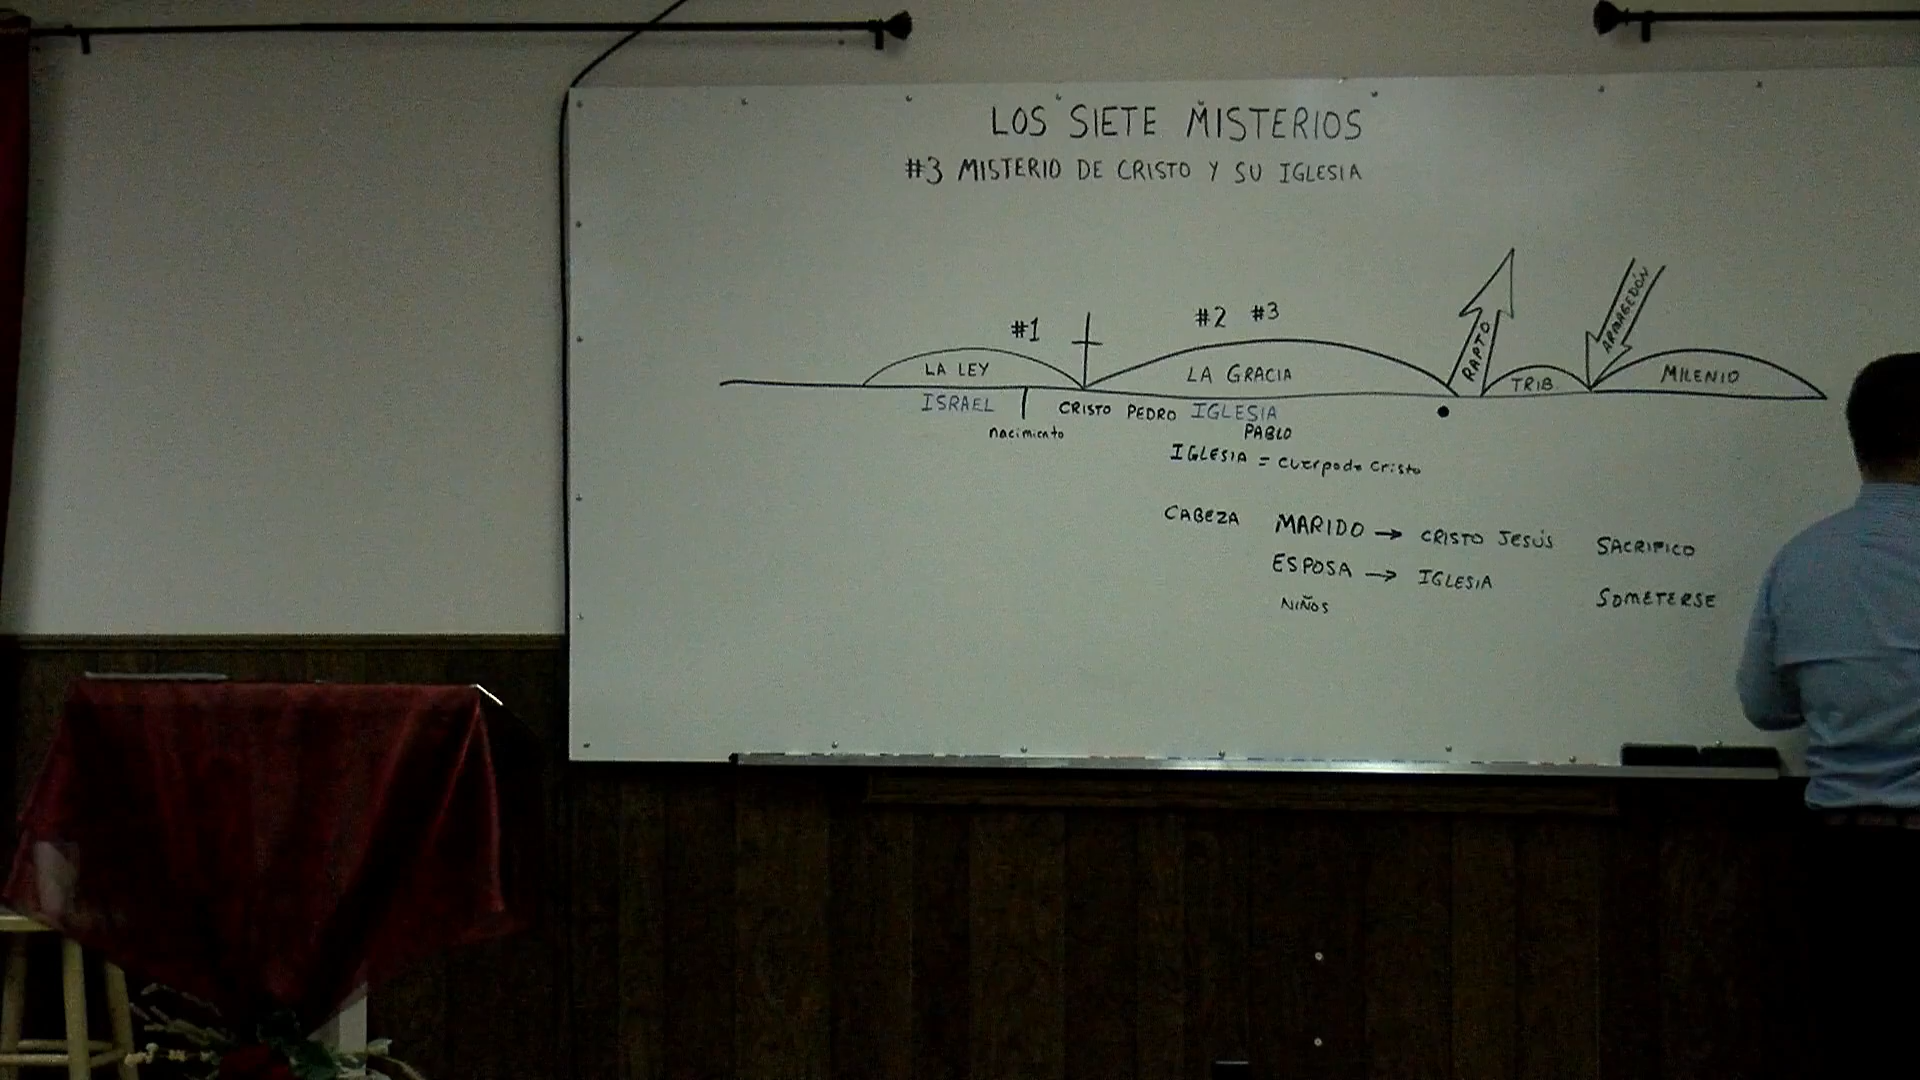 LOS SIETE MISTERIOS
#3 MISTERIO DE CRISTO Y SU IGLESIA
#1
#2 #3
LA LEY
LA GRACIA
RAPTO
TRIB.
ARMAGEDÓN
MILENIO
ISRAEL
CRISTO PEDRO IGLESIA
nacimiento
PABLO
IGLESIA = cuerpo de Cristo
CABEZA MARIDO → CRISTO JESÚS SACRIFICO
ESPOSA → IGLESIA
NIÑOS
SOMETERSE